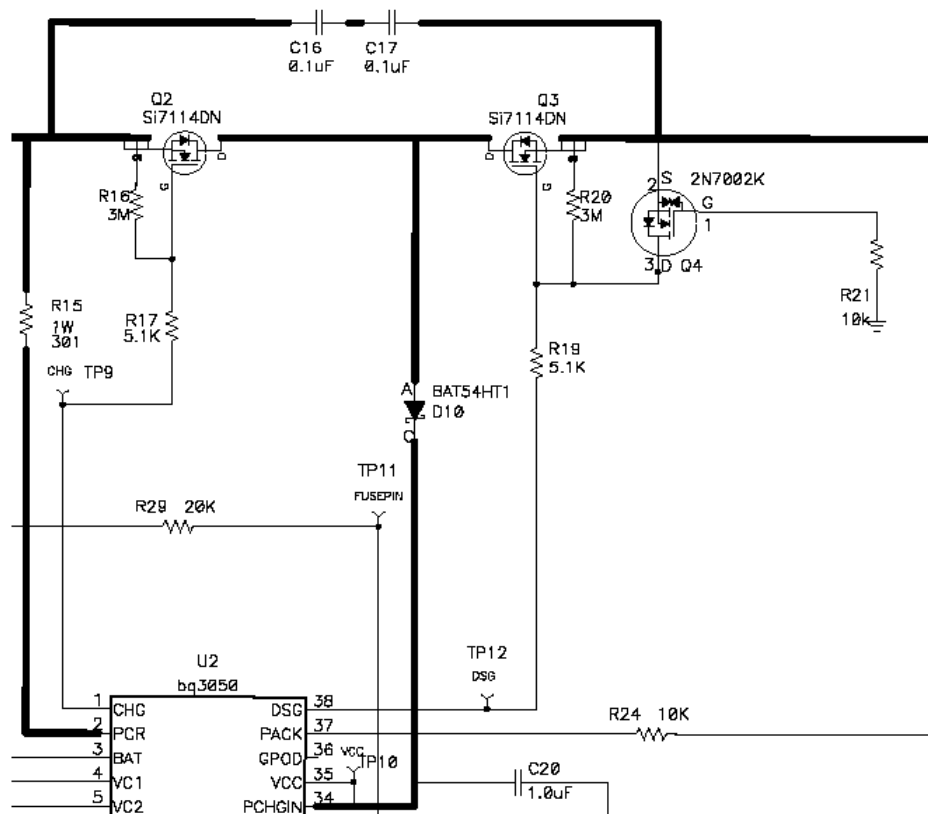 C16 C17
0.1uF 0.1uF
Q2 Q3
Si7114DN Si7114DN
D D
G G
R16
3M
R20
3M
S 2N7002K
2 G
1
3 D Q4
R15
1W
301
R17
5.1K
R21
10k
CHG TP9
R19
5.1K
A BAT54HT1
D10
C
TP11
FUSEPIN
R29 20K
TP12
DSG
U2
bq3050
1 CHG DSG 38
2 PCR PACK 37
R24 10K
3 BAT GPOD 36
VCC TP10
4 VC1 VCC 35
C20
1.0uF
5 VC2 PCHGIN 34